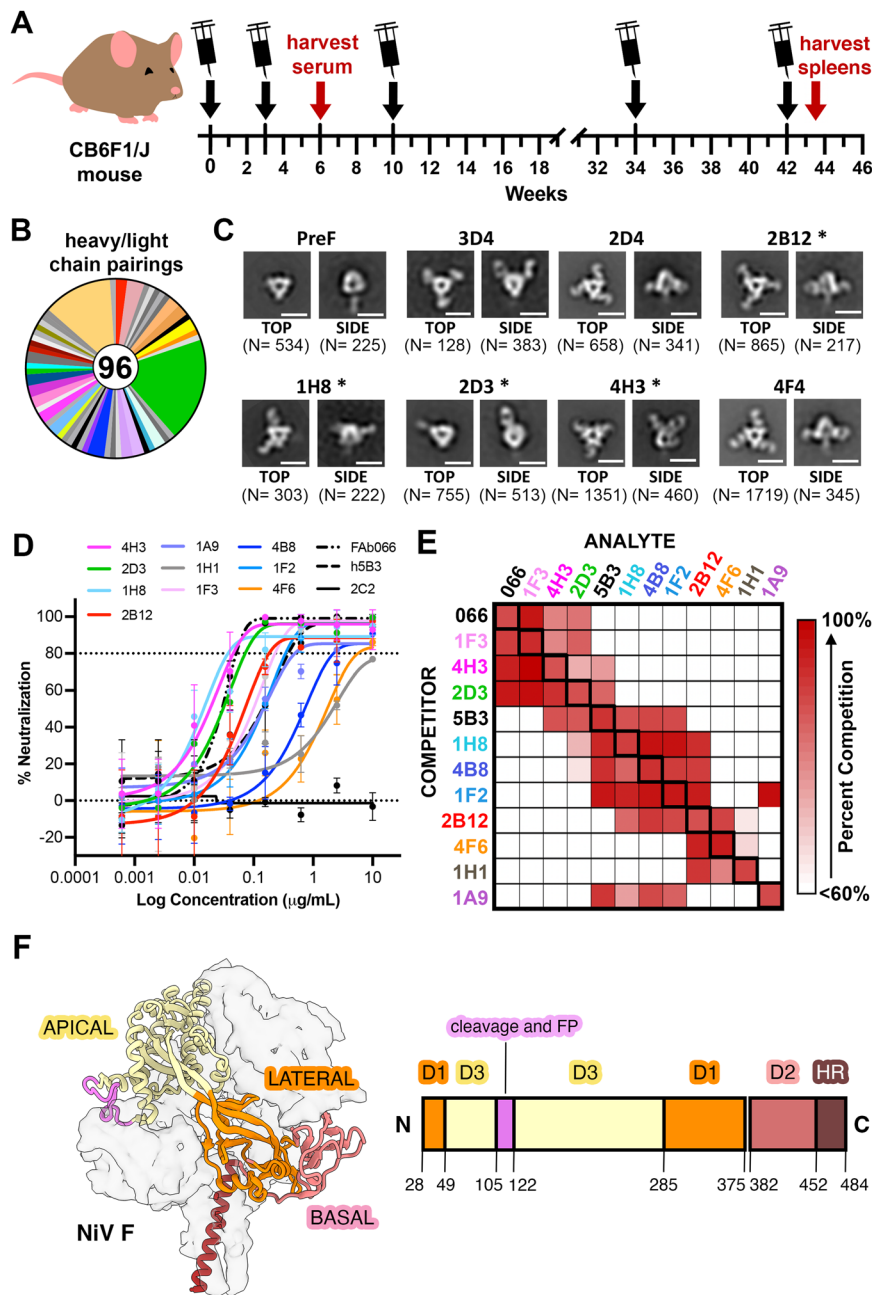 A
harvest
serum
harvest
spleens
CB6F1/J
mouse
0 2 4 6 8 10 12 14 16 18 32 34 36 38 40 42 44 46
Weeks
B
heavy/light
chain pairings
96
C
PreF 3D4 2D4 2B12 *
TOP SIDE TOP SIDE TOP SIDE TOP SIDE
(N= 534) (N= 225) (N= 128) (N= 383) (N= 658) (N= 341) (N= 865) (N= 217)
1H8 * 2D3 * 4H3 * 4F4
TOP SIDE TOP SIDE TOP SIDE TOP SIDE
(N= 303) (N= 222) (N= 755) (N= 513) (N= 1351) (N= 460) (N= 1719) (N= 345)
D
4H3 1A9 4B8 FAb066
2D3 1H1 1F2 h5B3
1H8 1F3 4F6 2C2
2B12
% Neutralization
100
80
60
40
20
0
-20
0.0001 0.001 0.01 0.1 1 10
Log Concentration (μg/mL)
E
ANALYTE
066 1F3 4H3 2D3 5B3 1H8 4B8 1F2 2B12 4F6 1H1 1A9
COMPETITOR
066
1F3
4H3
2D3
5B3
1H8
4B8
1F2
2B12
4F6
1H1
1A9
100%
Percent Competition
<60%
F
APICAL
LATERAL
BASAL
NiV F
cleavage and FP
D1 D3 D3 D1 D2 HR
N C
28 49 105 122 285 375 382 452 484